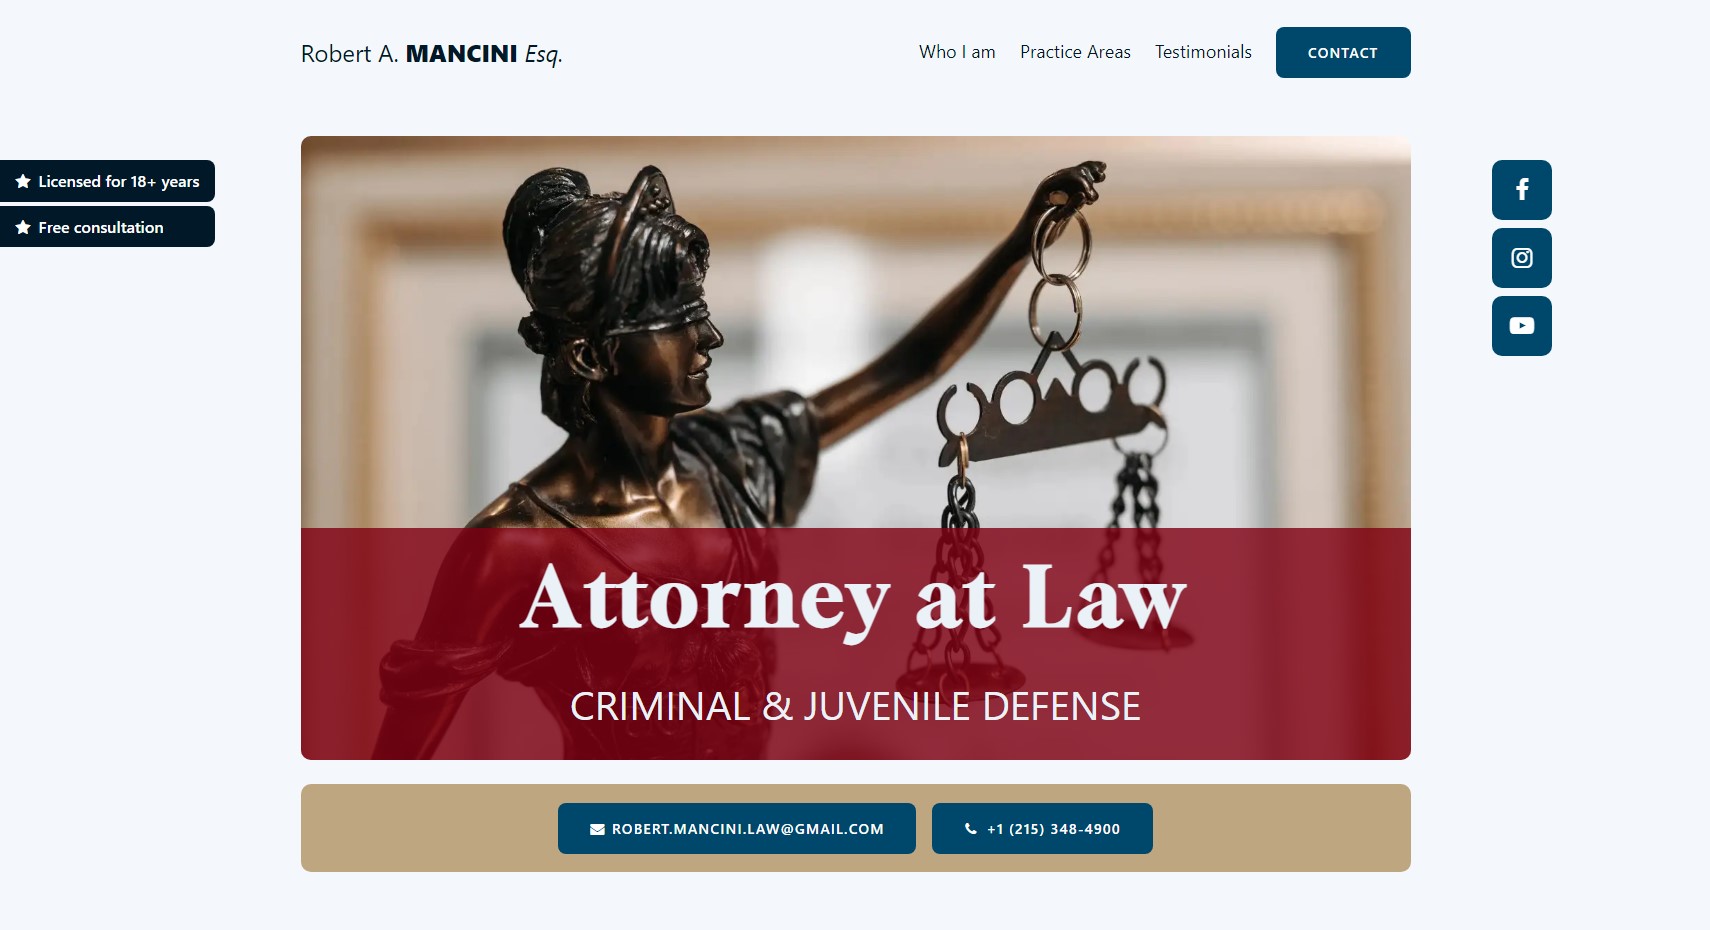 Robert A. MANCINI Esq.
Who I am
Practice Areas
Testimonials
CONTACT
Licensed for 18+ years
Free consultation
Attorney at Law
CRIMINAL & JUVENILE DEFENSE
ROBERT.MANCINI.LAW@GMAIL.COM
+1 (215) 348-4900